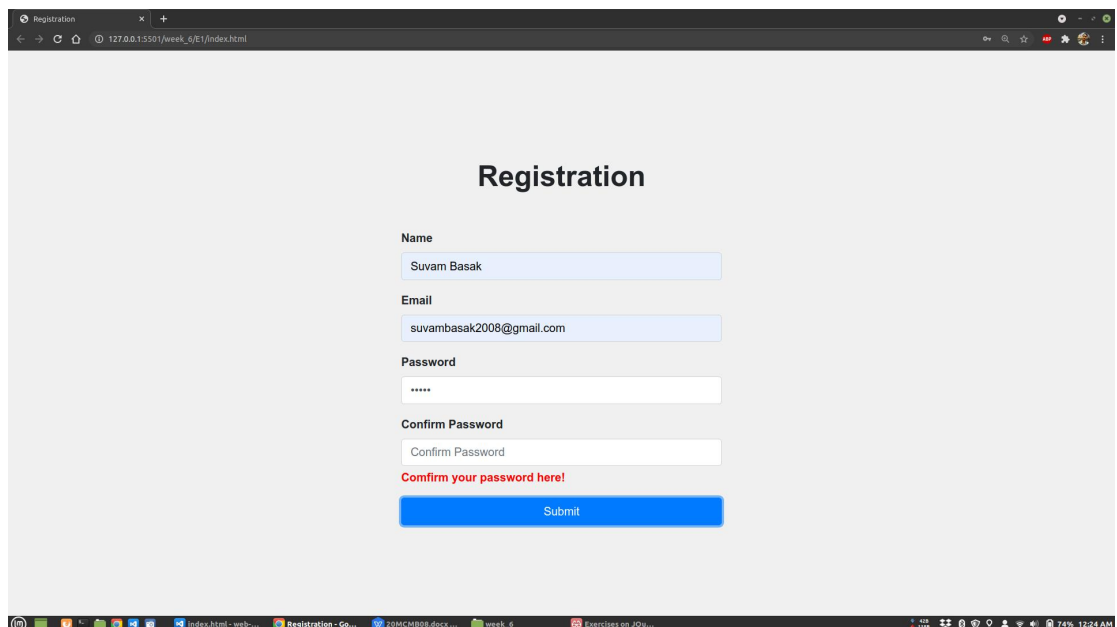 Registration
127.0.0.1:5501/week_6/E1/index.html
ABP
Registration
Name
Suvam Basak
Email
suvambasak2008@gmail.com
Password
•••••
Confirm Password
Confirm Password
Comfirm your password here!
Submit
index.html - web-...
Registration - Go...
20MCMB08.docx ...
week_6
Exercises on JQu...
74% 12:24 AM